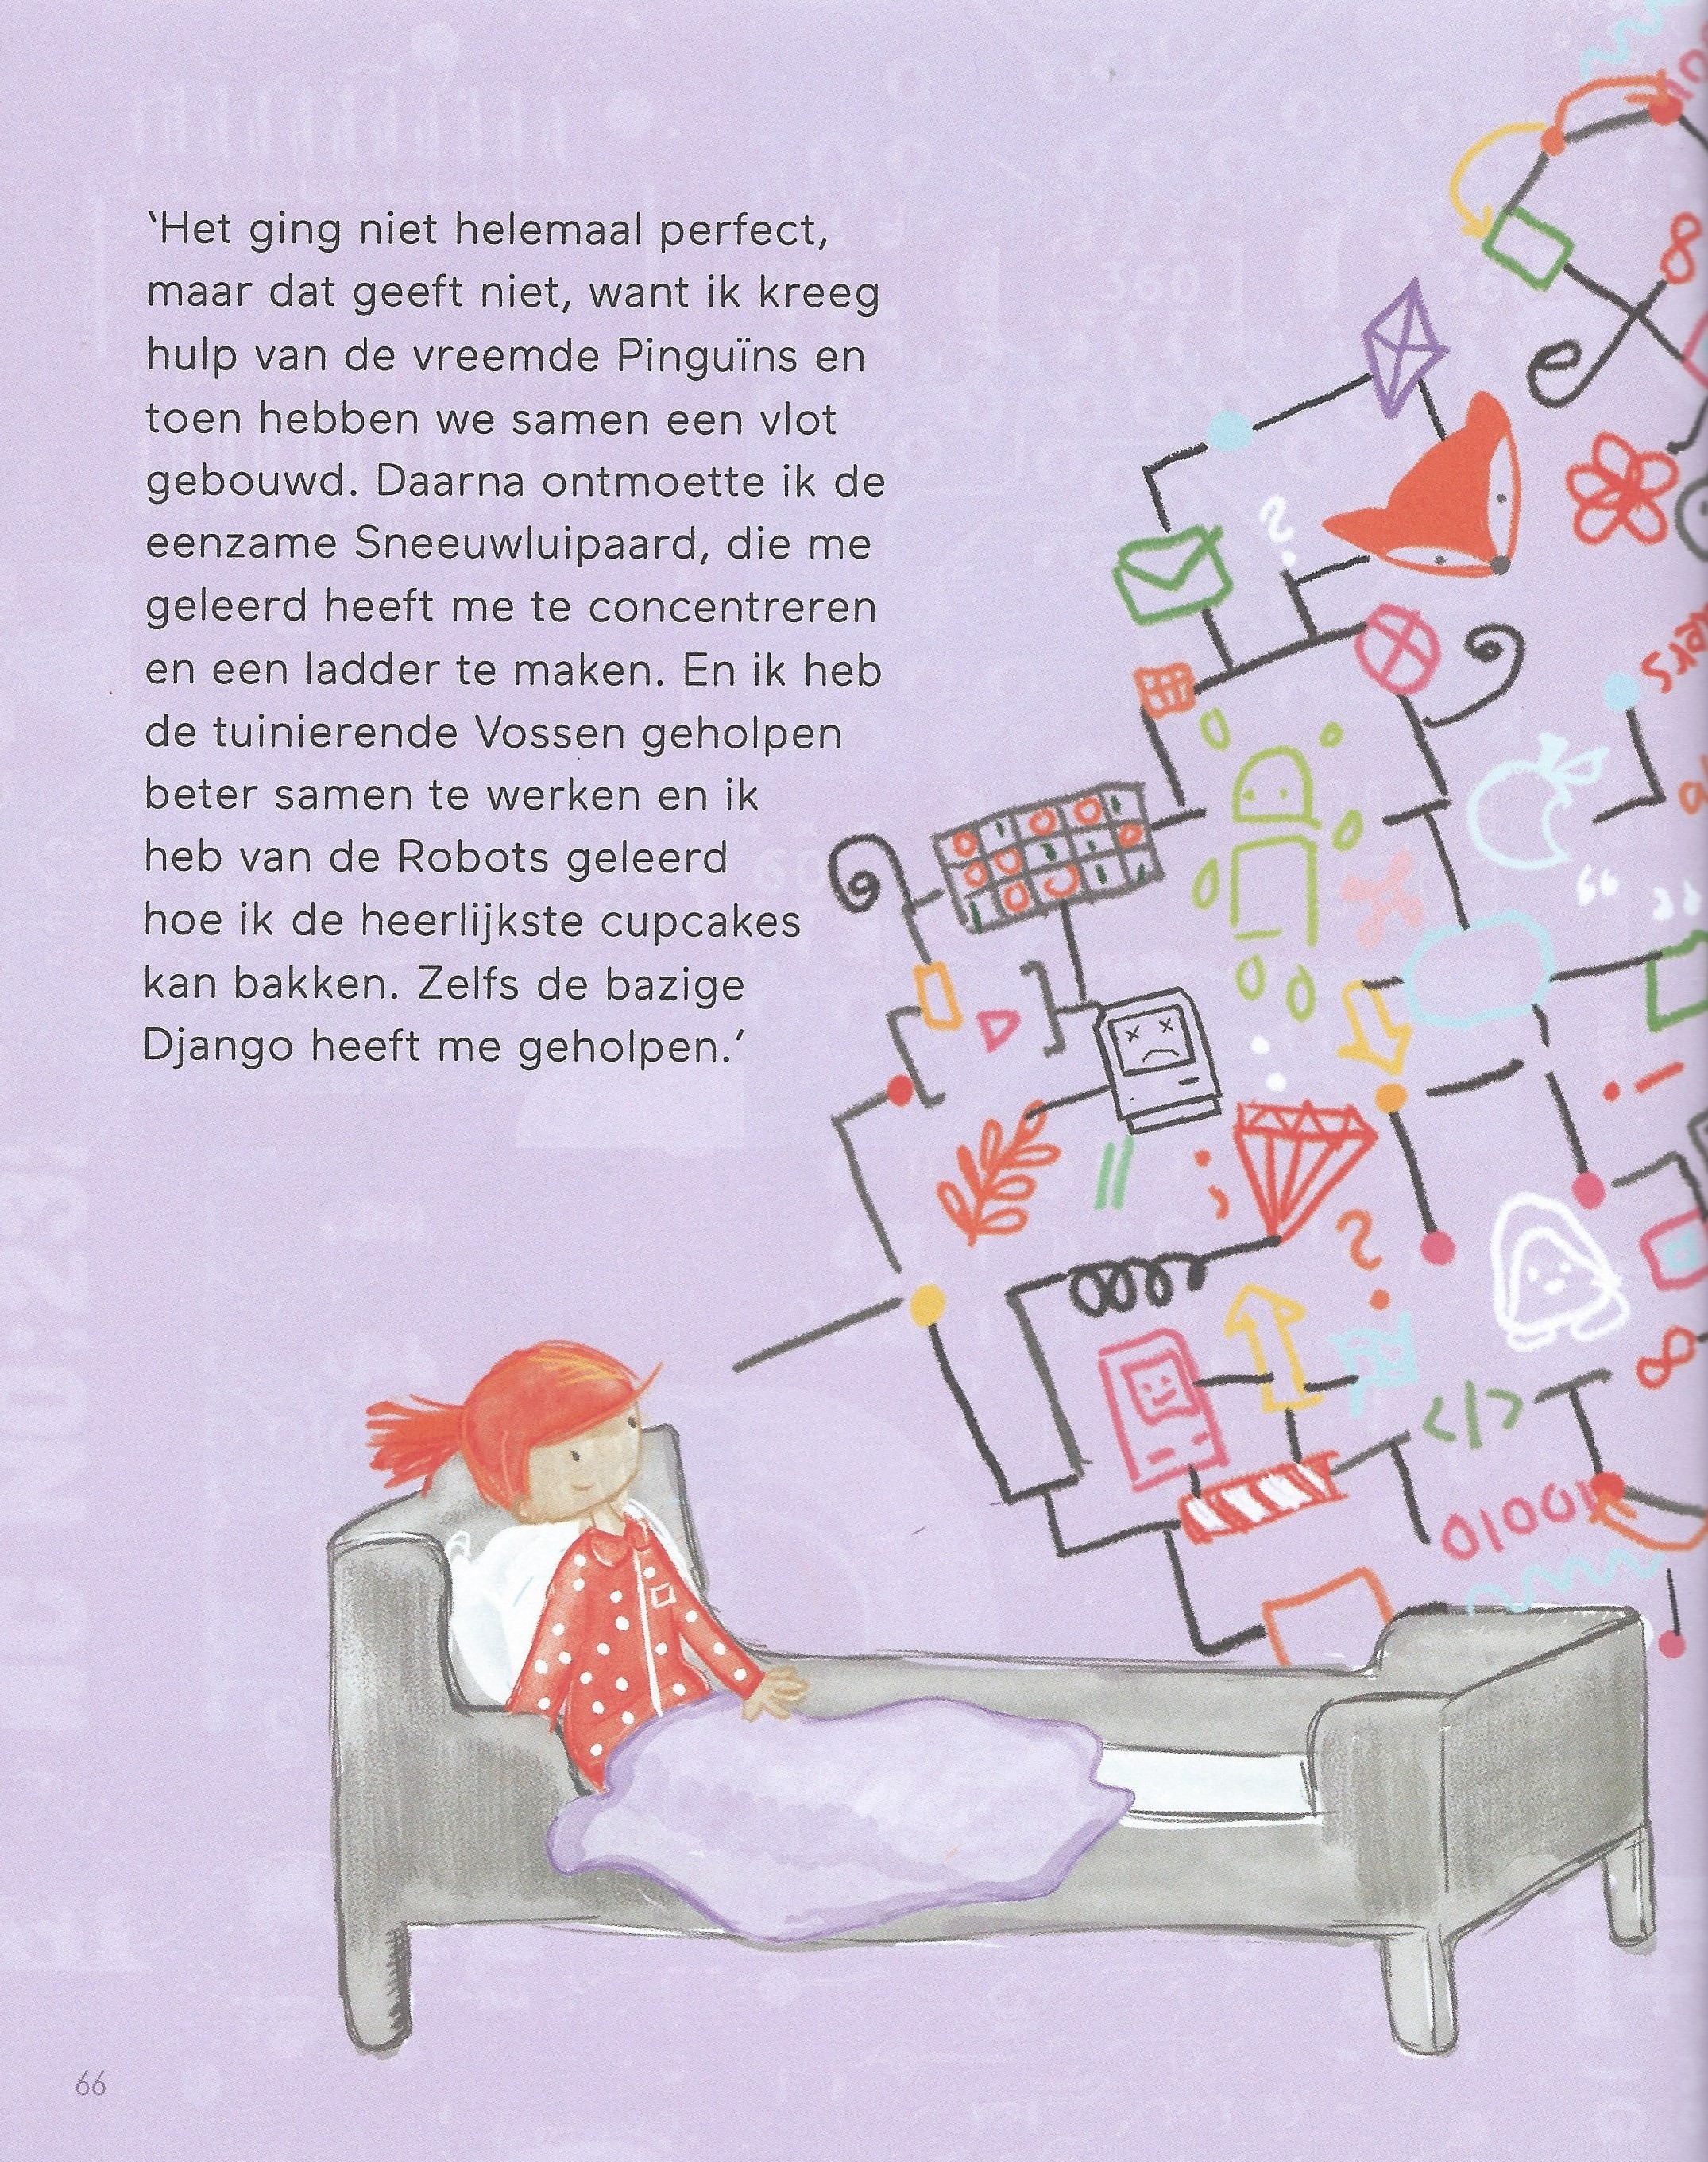 ‘Het ging niet helemaal perfect,
maar dat geeft niet, want ik kreeg
hulp van de vreemde Pinguïns en
toen hebben we samen een vlot
gebouwd. Daarna ontmoette ik de
eenzame Sneeuwluipaard, die me
geleerd heeft me te concentreren
en een ladder te maken. En ik heb
de tuinierende Vossen geholpen
beter samen te werken en ik
heb van de Robots geleerd
hoe ik de heerlijkste cupcakes
kan bakken. Zelfs de bazige
Django heeft me geholpen.’
</>
01001
66